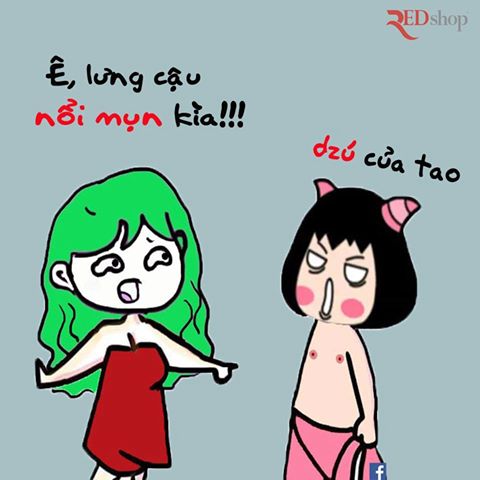 REDshop
Ê, lưng cậu
nổi mụn kìa!!!
dzú của tao
f